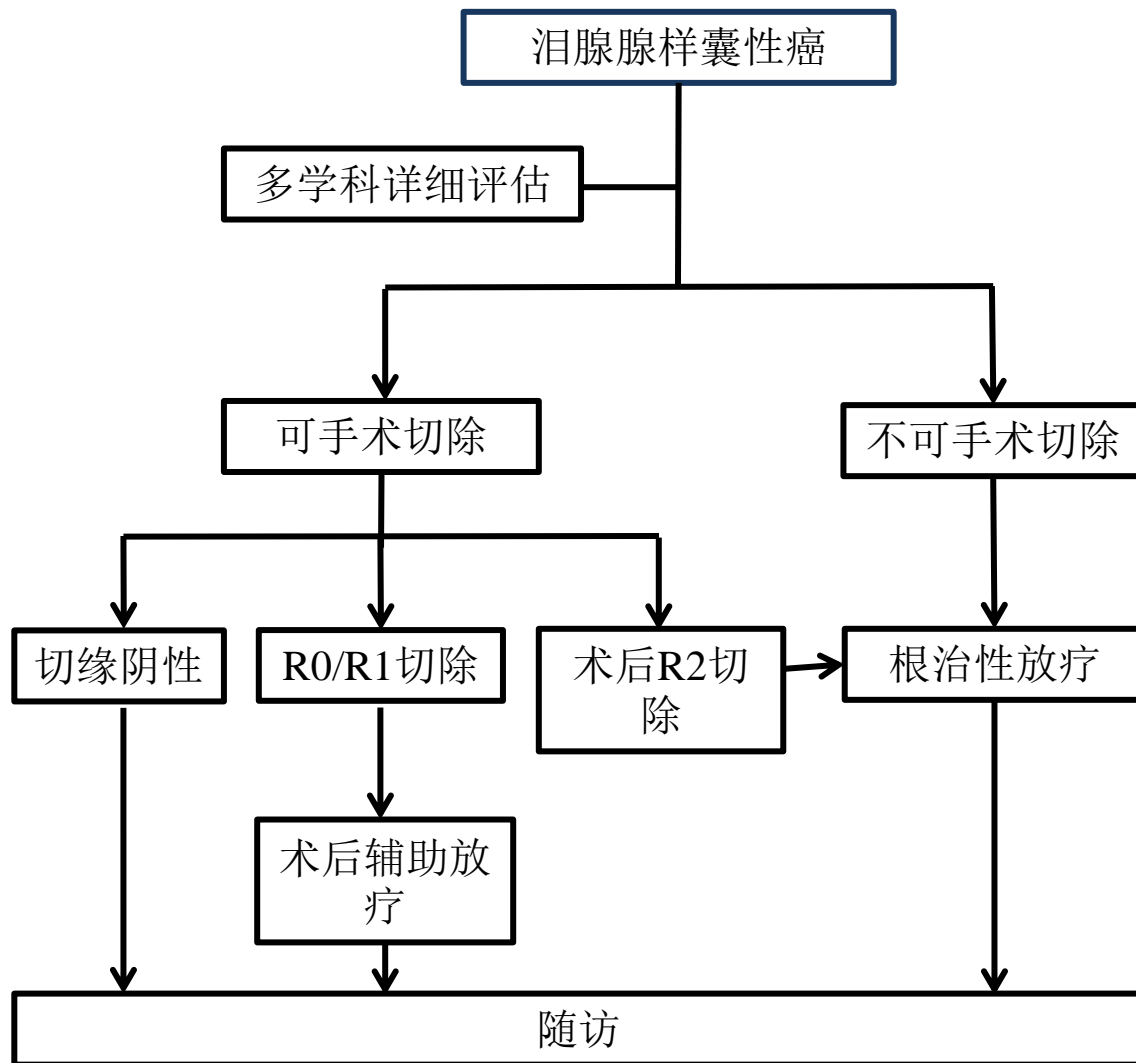 泪腺腺样囊性癌
多学科详细评估
可手术切除
不可手术切除
切缘阴性
R0/R1切除
术后R2切
除
根治性放疗
术后辅助放
疗
随访